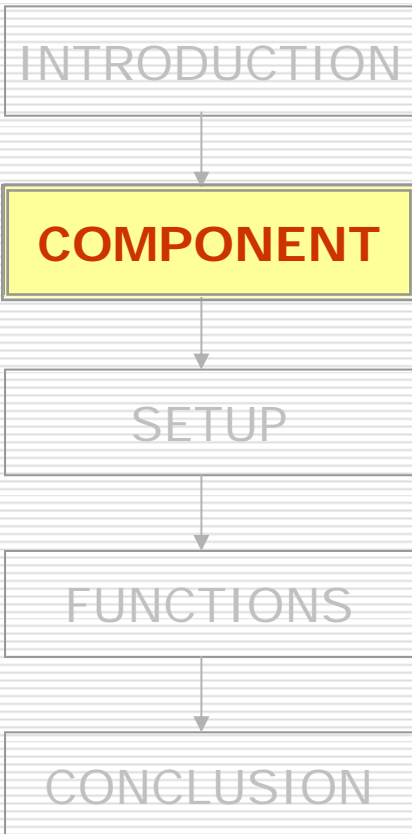 INTRODUCTION
COMPONENT
SETUP
FUNCTIONS
CONCLUSION